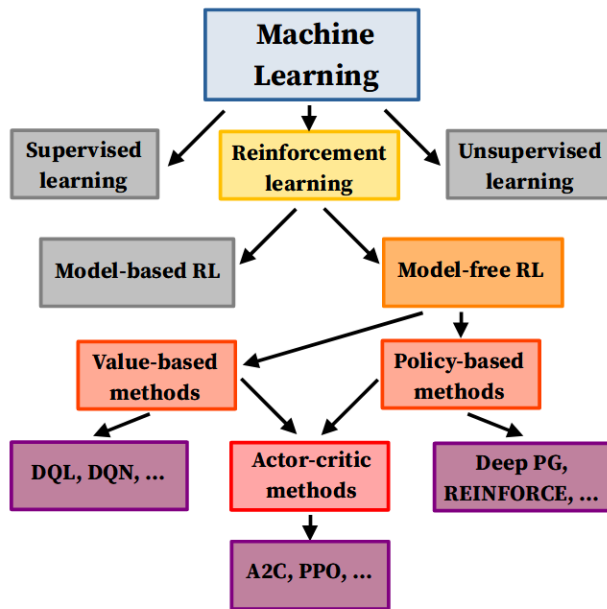 Machine
Learning
Supervised
learning
Reinforcement
learning
Unsupervised
learning
Model-based RL
Model-free RL
Value-based
methods
Policy-based
methods
DQL, DQN, ...
Actor-critic
methods
Deep PG,
REINFORCE, ...
A2C, PPO, ...